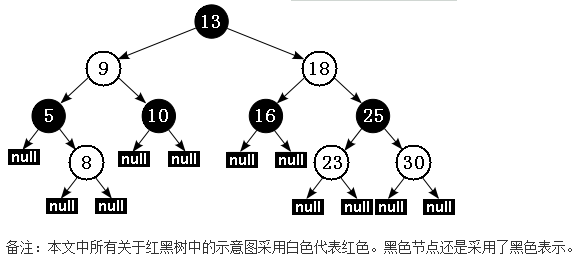 13
9 18
5 10 16 25
null 8 null null null null 23 30
null null null null null null
备注：本文中所有关于红黑树中的示意图采用白色代表红色。黑色节点还是采用了黑色表示。